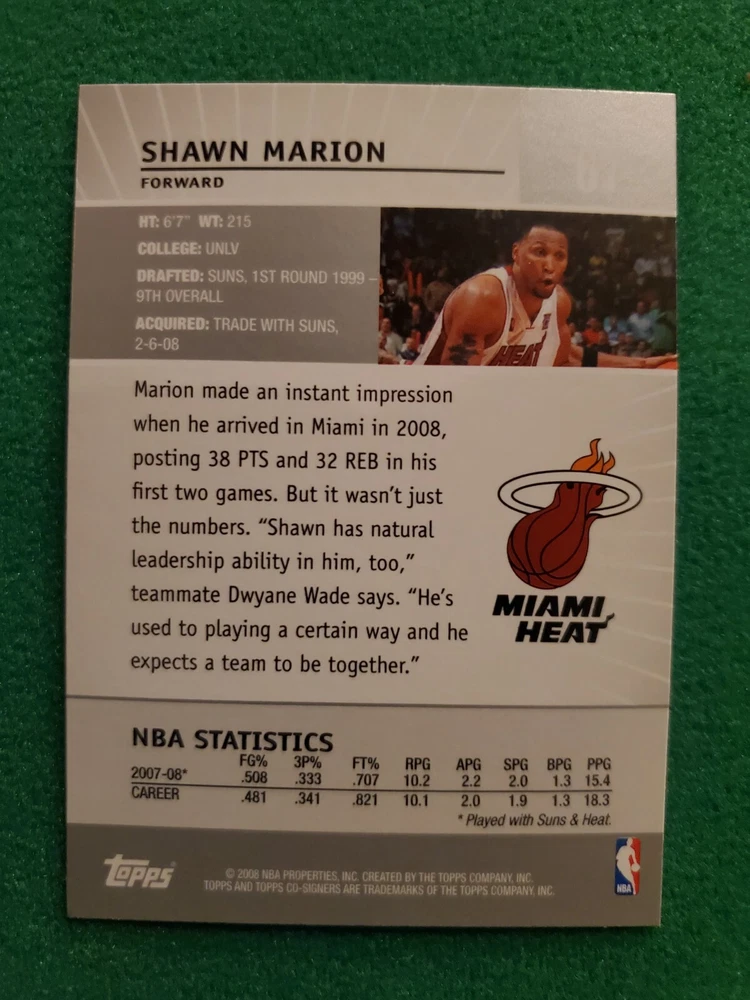 SHAWN MARION
FORWARD
HT: 6'7" WT: 215
COLLEGE: UNLV
DRAFTED: SUNS, 1ST ROUND 1999 –
9TH OVERALL
ACQUIRED: TRADE WITH SUNS,
2-6-08
HEAT
Marion made an instant impression
when he arrived in Miami in 2008,
posting 38 PTS and 32 REB in his
first two games. But it wasn't just
the numbers. "Shawn has natural
leadership ability in him, too,"
teammate Dwyane Wade says. "He's
used to playing a certain way and he
expects a team to be together."
MIAMI
HEAT
NBA STATISTICS
FG% 3P% FT% RPG APG SPG BPG PPG
2007-08* .508 .333 .707 10.2 2.2 2.0 1.3 15.4
CAREER .481 .341 .821 10.1 2.0 1.9 1.3 18.3
* Played with Suns & Heat.
Topps
© 2008 NBA PROPERTIES, INC. CREATED BY THE TOPPS COMPANY, INC.
TOPPS AND TOPPS CO-SIGNERS ARE TRADEMARKS OF THE TOPPS COMPANY, INC.
NBA